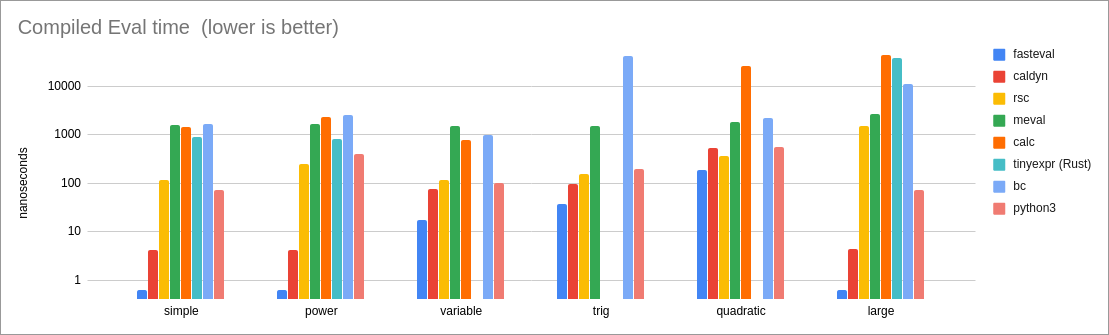 Compiled Eval time  (lower is better)
nanoseconds
10000
1000
100
10
1
simple
power
variable
trig
quadratic
large
fasteval
caldyn
rsc
meval
calc
tinyexpr (Rust)
bc
python3